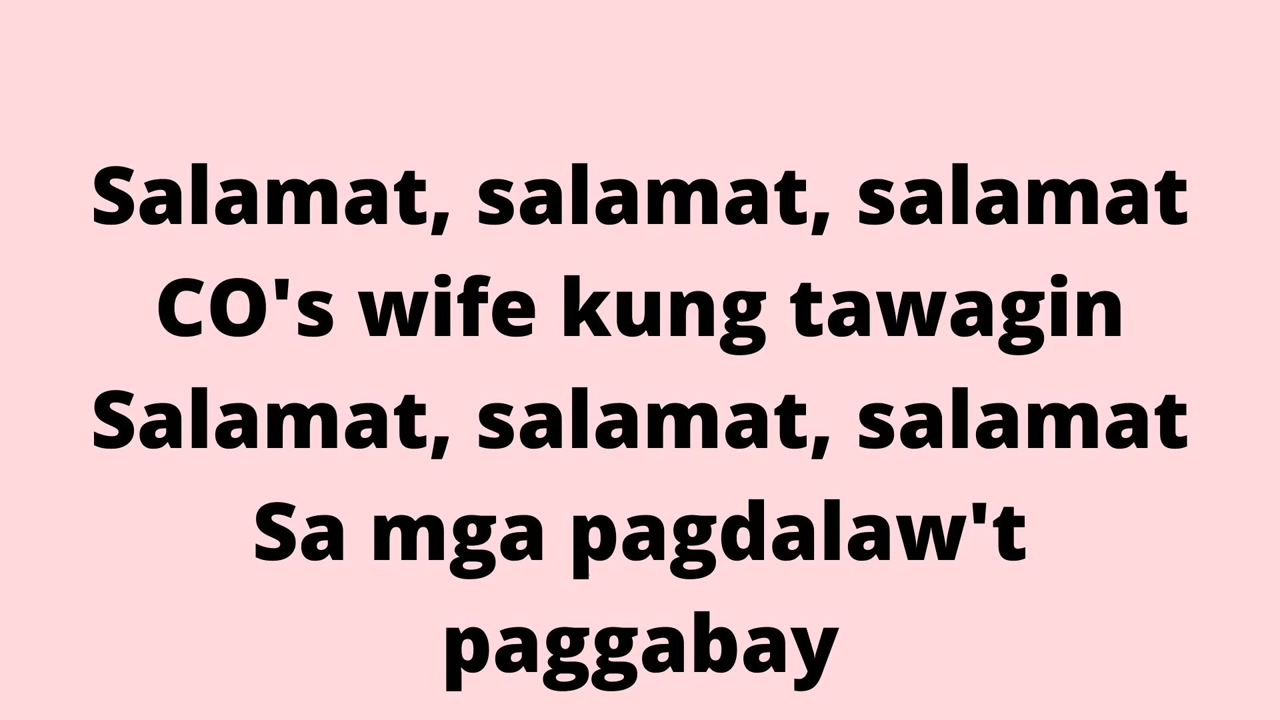 Salamat, salamat, salamat
CO's wife kung tawagin
Salamat, salamat, salamat
Sa mga pagdalaw't
paggabay